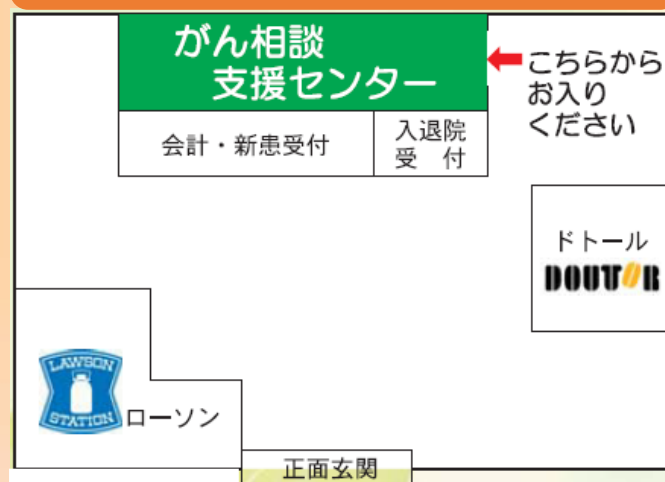 がん相談
支援センター
こちらから
お入り
ください
会計・新患受付
入退院
受 付
ドトール
DOUTOR
LAWSON
STATION
ローソン
正面玄関